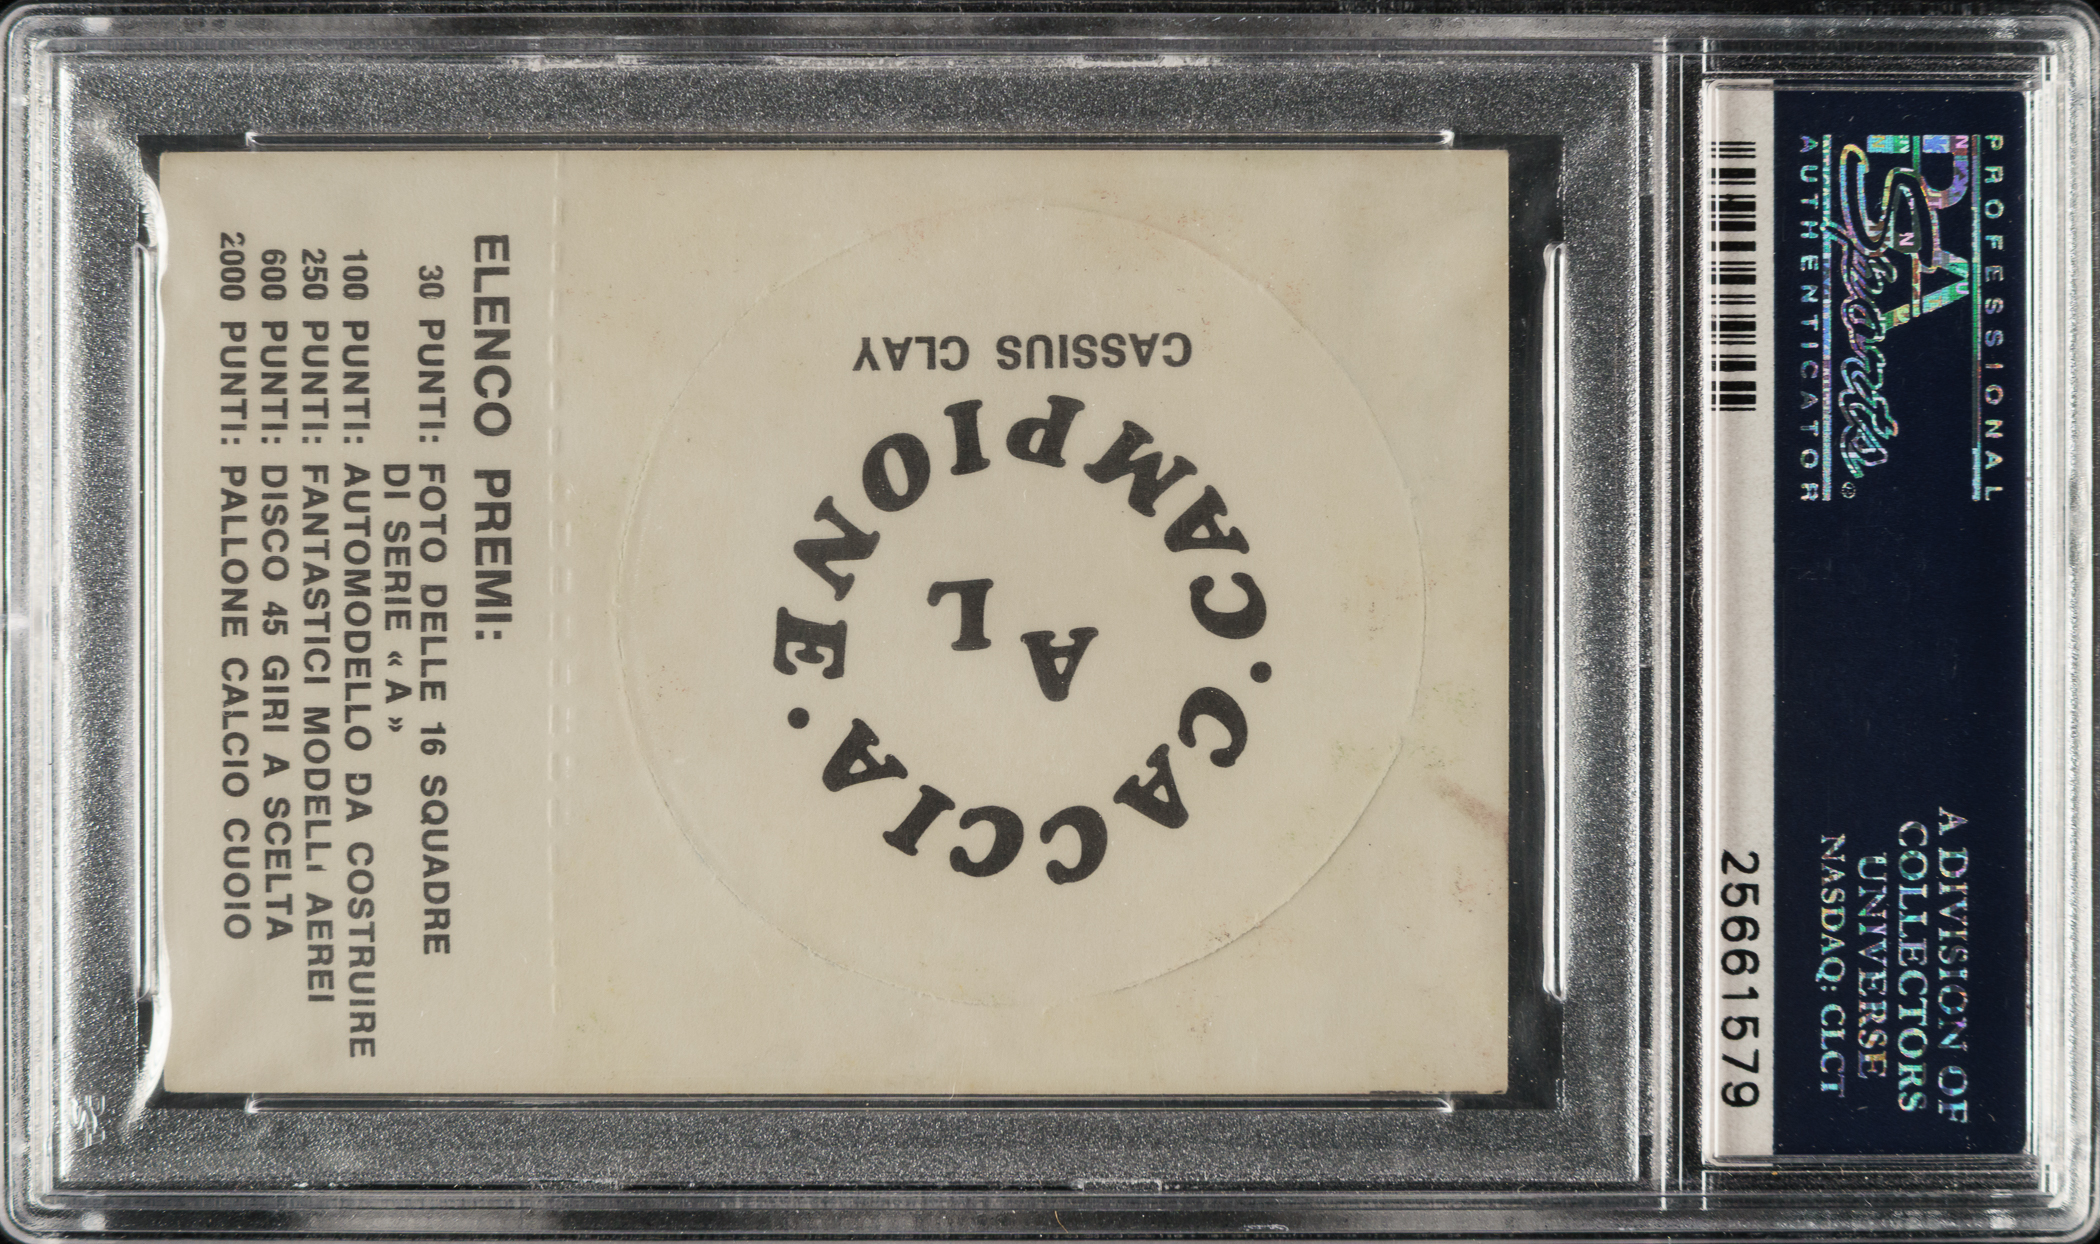 PROFESSIONAL
PSA
Sports®
AUTHENTICATOR
A DIVISION OF
COLLECTORS
UNIVERSE
NASDAQ: CLCT
25661579
CASSIUS CLAY
CACCIA.
AL
CAMPIONE.
ELENCO PREMI:
30 PUNTI: FOTO DELLE 16 SQUADRE
DI SERIE « A »
100 PUNTI: AUTOMODELLO DA COSTRUIRE
250 PUNTI: FANTASTICI MODELLI AEREI
600 PUNTI: DISCO 45 GIRI A SCELTA
2000 PUNTI: PALLONE CALCIO CUOIO